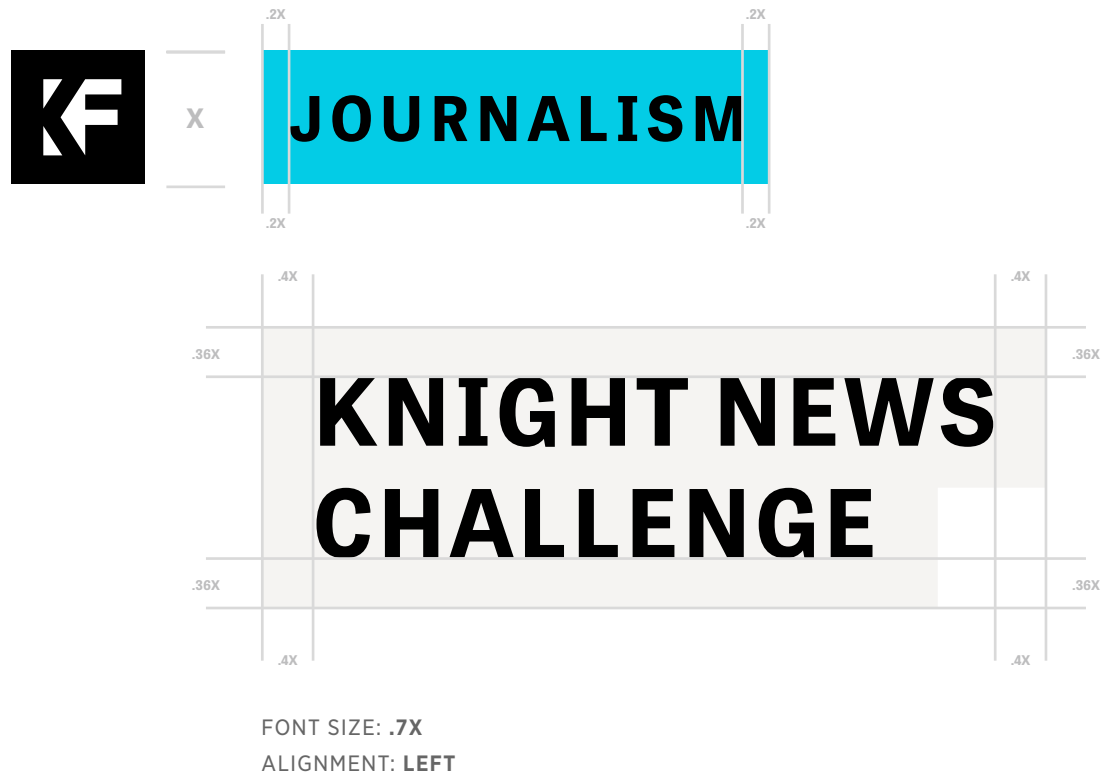 .2X .2X
KF
X
JOURNALISM
.2X .2X
.4X .4X
.36X .36X
KNIGHT NEWS
CHALLENGE
.36X .36X
.4X .4X
FONT SIZE: .7X
ALIGNMENT: LEFT